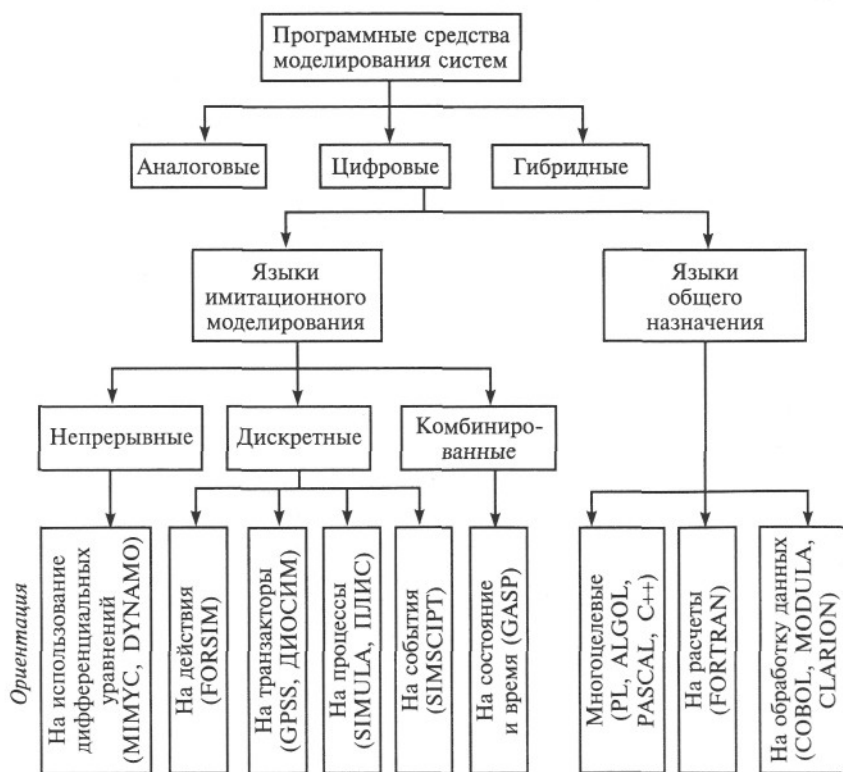 Программные средства
моделирования систем
Аналоговые
Цифровые
Гибридные
Языки
имитационного
моделирования
Языки
общего
назначения
Непрерывные
Дискретные
Комбиниро-
ванные
Ориентация
На использование
дифференциальных
уравнений
(MIMYC, DYNAMO)
На действия
(FORSIM)
На транзакторы
(GPSS, ДИОСИМ)
На процессы
(SIMULA, ПЛИС)
На события
(SIMSCIPT)
На состояние
и время (GASP)
Многоцелевые
(PL, ALGOL,
PASCAL, C++)
На расчеты
(FORTRAN)
На обработку данных
(COBOL, MODULA,
CLARION)